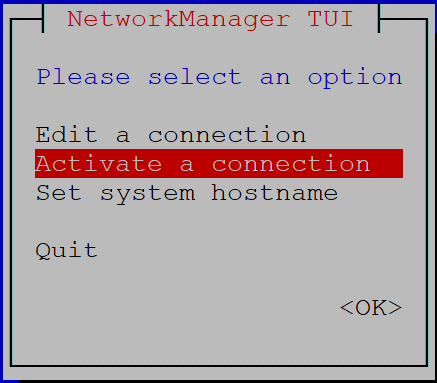 NetworkManager TUI
Please select an option
Edit a connection
Activate a connection
Set system hostname
Quit
<OK>